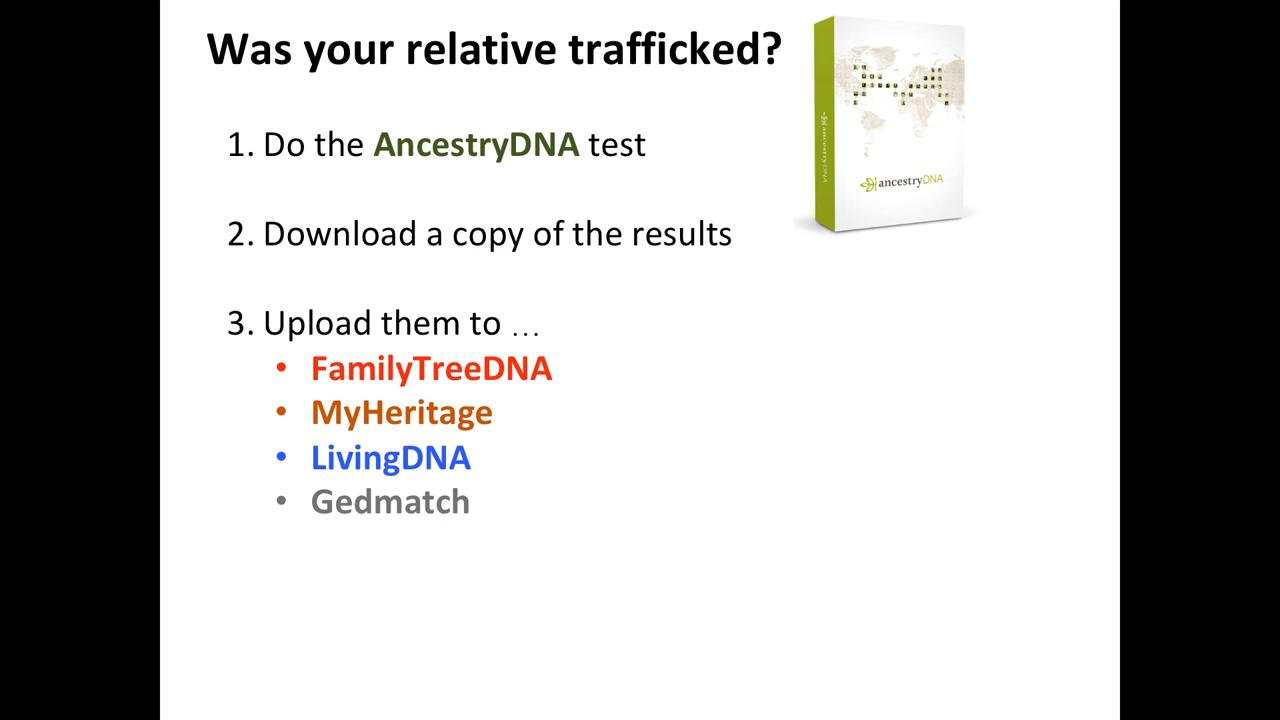 Was your relative trafficked?
1. Do the AncestryDNA test
2. Download a copy of the results
3. Upload them to ...
• FamilyTreeDNA
• MyHeritage
• LivingDNA
• Gedmatch
ancestryDNA
ancestryDNA